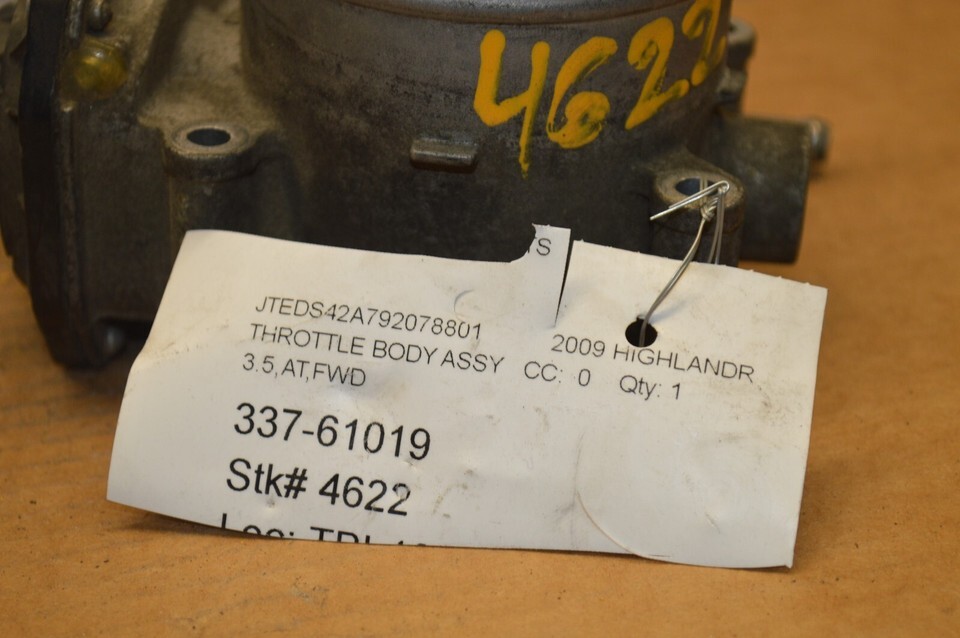 4622
JTEDS42A792078801 2009 HIGHLANDR
THROTTLE BODY ASSY CC: 0 Qty: 1
3.5,AT,FWD
337-61019
Stk# 4622